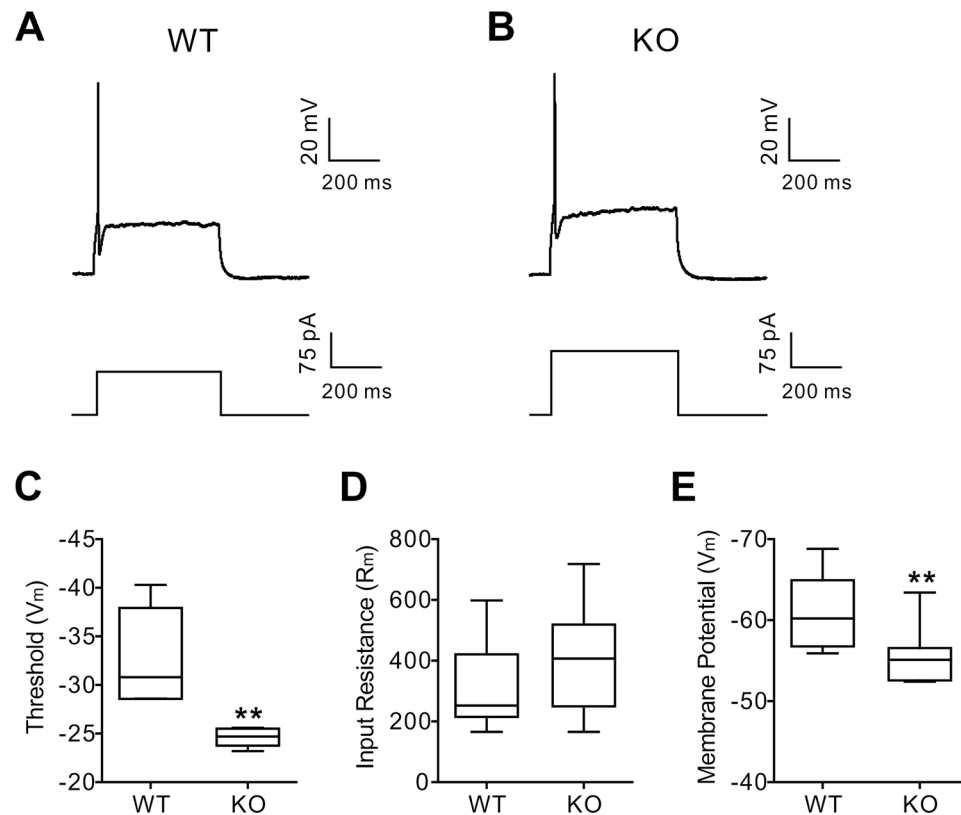 A
WT
20 mV
200 ms
75 pA
200 ms
B
KO
20 mV
200 ms
75 pA
200 ms
C
Threshold (Vm)
-45
-40
-35
-30
-25
-20
**
WT
KO
D
Input Resistance (Rm)
800
600
400
200
0
WT
KO
E
Membrane Potential (Vm)
-70
-60
-50
-40
**
WT
KO